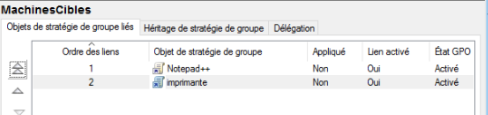 MachinesCibles
Objets de stratégie de groupe liés Héritage de stratégie de groupe Délégation
Ordre des liens Objet de stratégie de groupe Appliqué Lien activé État GPO
1 Notepad++ Non Oui Activé
2 imprimante Non Oui Activé